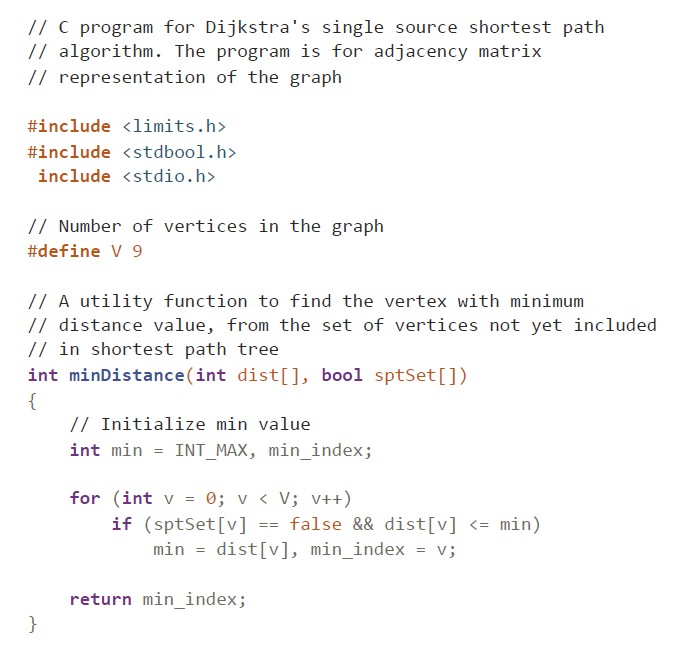 // C program for Dijkstra's single source shortest path
// algorithm. The program is for adjacency matrix
// representation of the graph
#include <limits.h>
#include <stdbool.h>
include <stdio.h>
// Number of vertices in the graph
#define V 9
// A utility function to find the vertex with minimum
// distance value, from the set of vertices not yet included
// in shortest path tree
int minDistance(int dist[], bool sptSet[])
{
// Initialize min value
int min = INT_MAX, min_index;
for (int v = 0; v < V; v++)
if (sptSet[v] == false && dist[v] <= min)
min = dist[v], min_index = v;
return min_index;
}